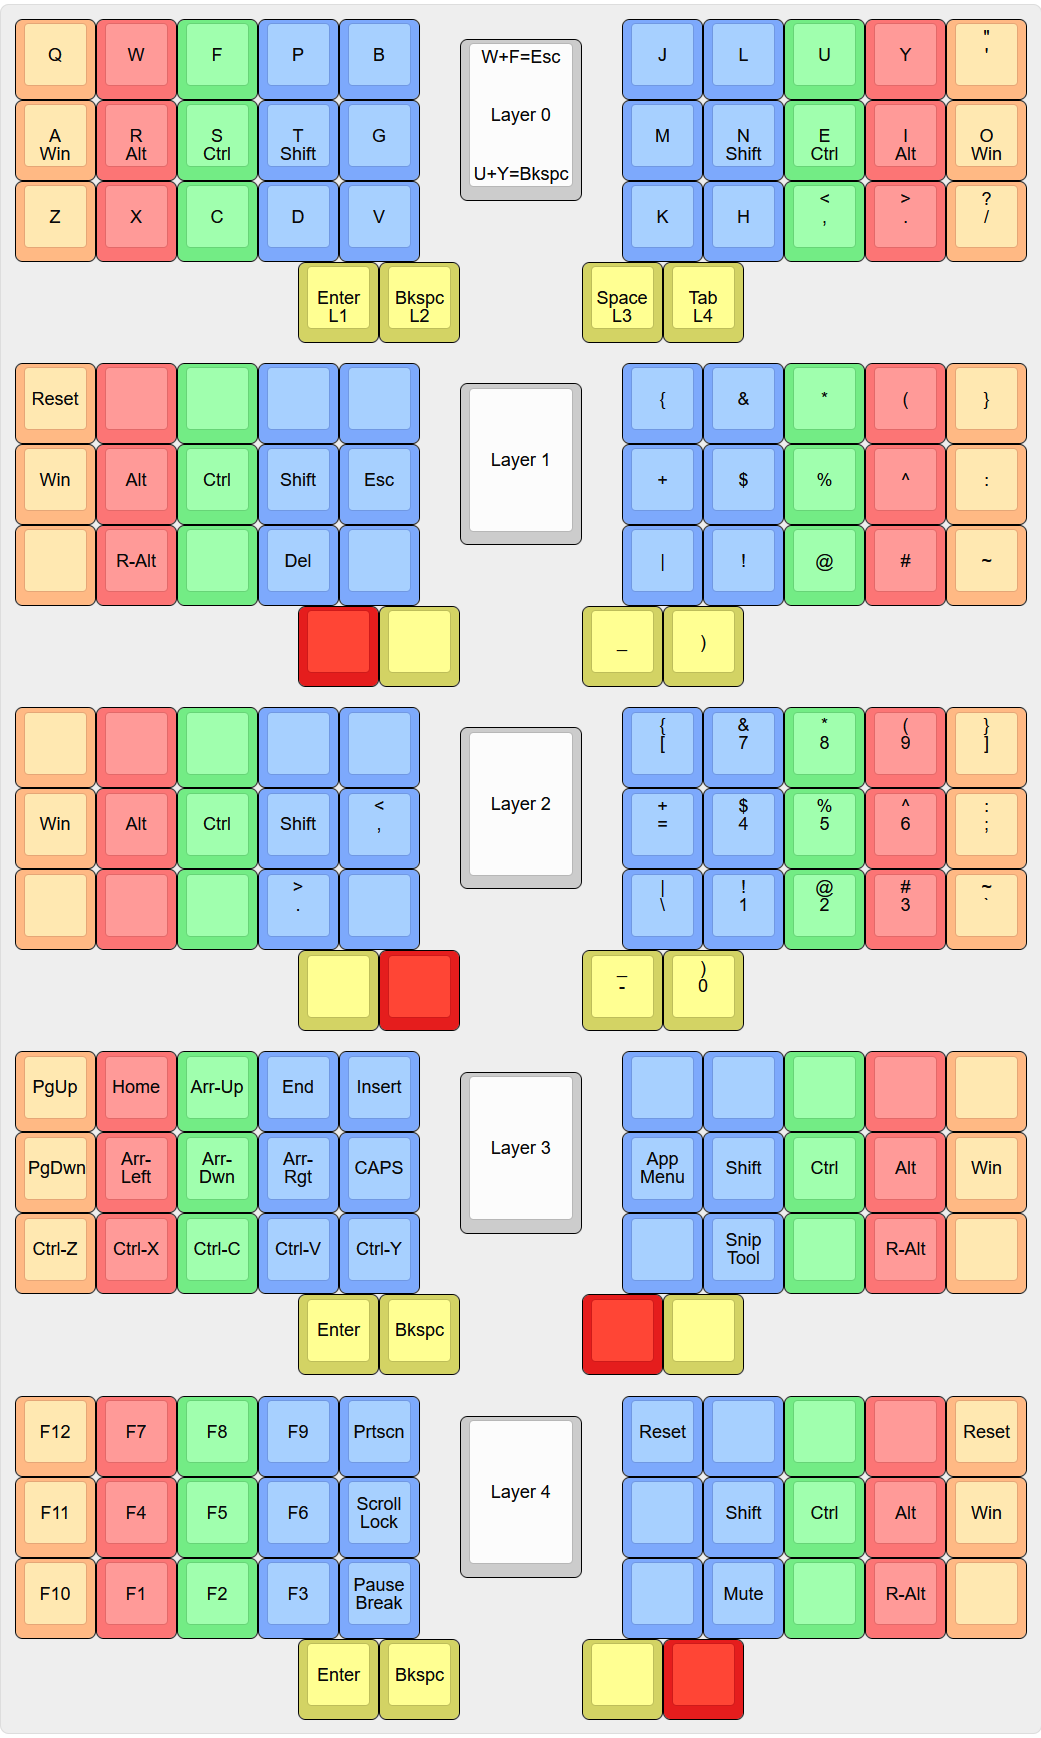 Q W F P B W+F=Esc J L U Y "
'
Layer 0
A R S T G M N E I O
Win Alt Ctrl Shift Shift Ctrl Alt Win
U+Y=Bkspc
Z X C D V K H < > ?
, . /
Enter Bkspc Space Tab
L1 L2 L3 L4
Reset { & * ( }
Layer 1
Win Alt Ctrl Shift Esc + $ % ^ :
R-Alt Del | ! @ # ~
_ )
{ & * ( }
[ 7 8 9 ]
Layer 2
Win Alt Ctrl Shift < + $ % ^ :
, = 4 5 6 ;
> | ! @ # ~
. \ 1 2 3 `
_ )
- 0
PgUp Home Arr-Up End Insert
Layer 3
PgDwn Arr- Arr- Arr- CAPS App Shift Ctrl Alt Win
Left Dwn Rgt Menu
Ctrl-Z Ctrl-X Ctrl-C Ctrl-V Ctrl-Y Snip R-Alt
Tool
Enter Bkspc
F12 F7 F8 F9 Prtscn Reset Reset
Layer 4
F11 F4 F5 F6 Scroll Shift Ctrl Alt Win
Lock
F10 F1 F2 F3 Pause Mute R-Alt
Break
Enter Bkspc